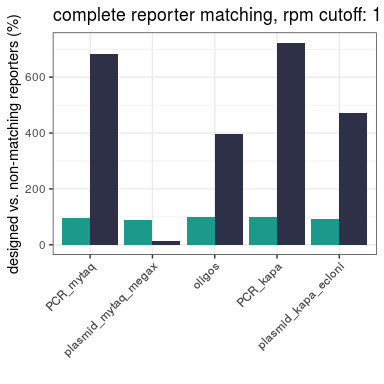 complete reporter matching, rpm cutoff: 1
designed vs. non-matching reporters (%)
600
400
200
0
PCR_mytaq
plasmid_mytaq_megax
oligos
PCR_kapa
plasmid_kapa_ecloni